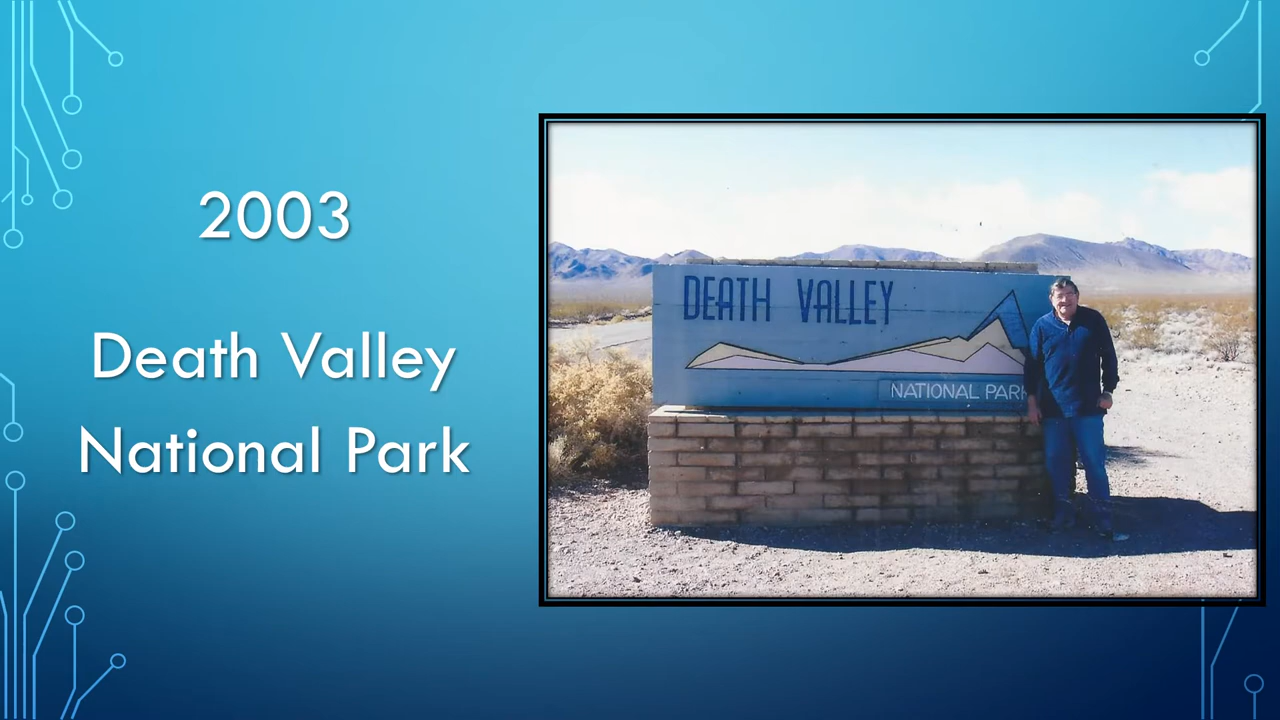 2003
Death Valley
National Park
DEATH VALLEY
NATIONAL PARK